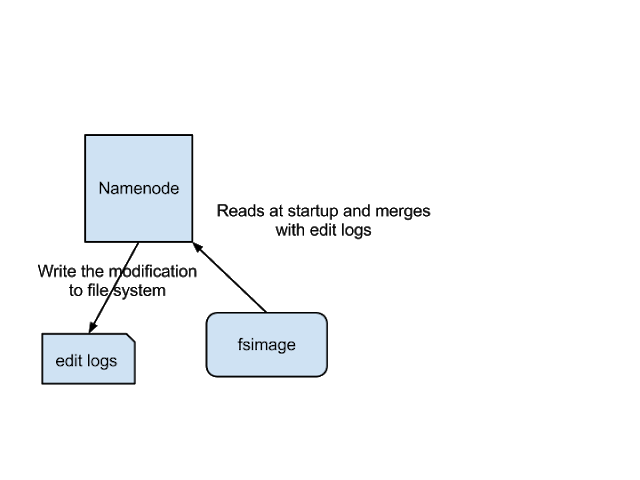 Namenode
Reads at startup and merges
with edit logs
Write the modification
to file system
edit logs
fsimage